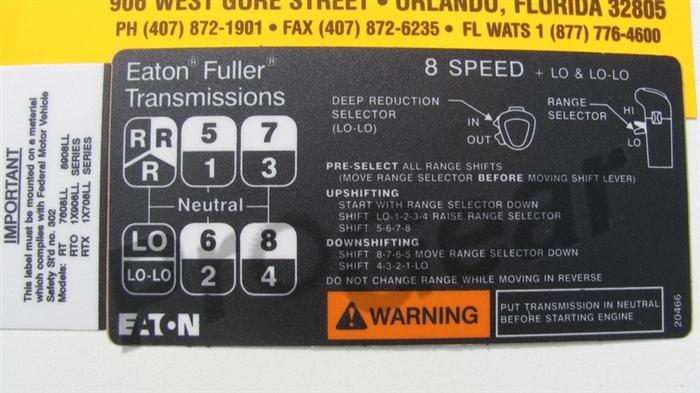 906 WEST GORE STREET • ORLANDO, FLORIDA 32805
PH (407) 872-1901 • FAX (407) 872-6235 • FL WATS 1 (877) 776-4600
IMPORTANT
This label must be mounted on a material
which complies with Federal Motor Vehicle
Safety St'd no. 302
Models: RT 7608LL 8908LL
RTO 1X908LL SERIES
RTX 1X708LL SERIES
Eaton® Fuller®
Transmissions
R R
R
5
1
7
3
Neutral
LO
LO-LO
6
2
8
4
EATON
8 SPEED + LO & LO-LO
DEEP REDUCTION
SELECTOR
(LO-LO)
IN
OUT
RANGE
SELECTOR
HI
LO
PRE-SELECT ALL RANGE SHIFTS
(MOVE RANGE SELECTOR BEFORE MOVING SHIFT LEVER)
UPSHIFTING
START WITH RANGE SELECTOR DOWN
SHIFT LO-1-2-3-4 RAISE RANGE SELECTOR
SHIFT 5-6-7-8
DOWNSHIFTING
SHIFT 8-7-6-5 MOVE RANGE SELECTOR DOWN
SHIFT 4-3-2-1-LO
DO NOT CHANGE RANGE WHILE MOVING IN REVERSE
WARNING
PUT TRANSMISSION IN NEUTRAL
BEFORE STARTING ENGINE
20466